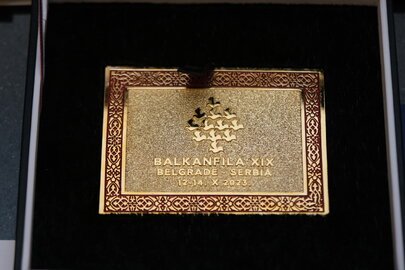 BALKANFILA XIX
BELGRADE - SERBIA
12-14. X 2023.